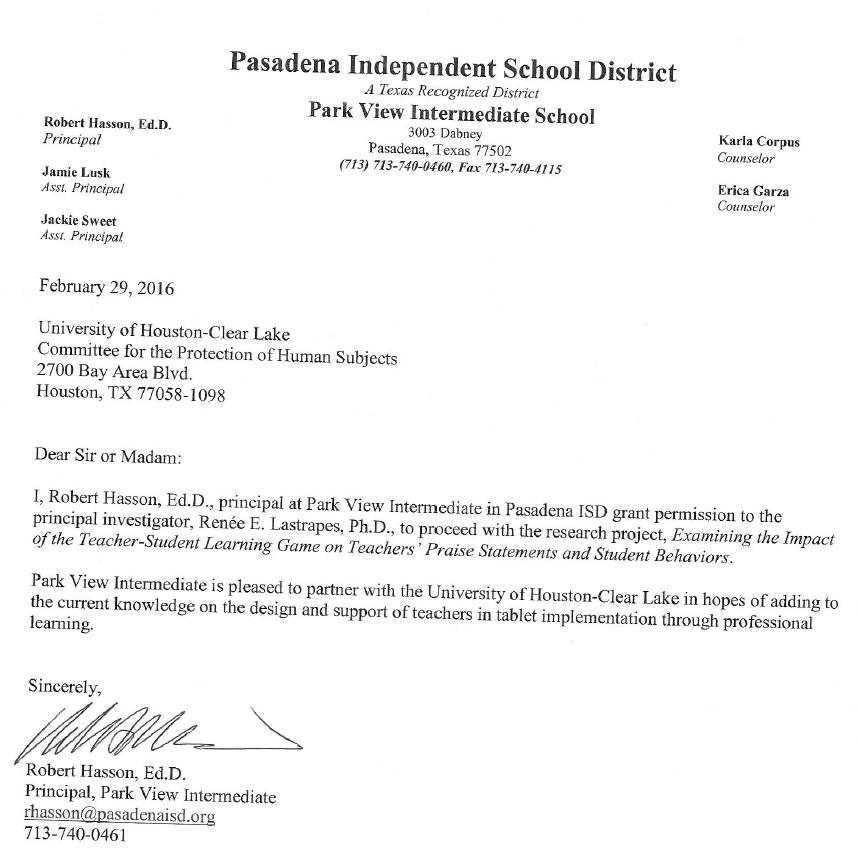 Pasadena Independent School District
A Texas Recognized District
Park View Intermediate School
3003 Dabney
Pasadena, Texas 77502
(713) 713-740-0460, Fax 713-740-4115
Robert Hasson, Ed.D.
Principal
Jamie Lusk
Asst. Principal
Jackie Sweet
Asst. Principal
Karla Corpus
Counselor
Erica Garza
Counselor
February 29, 2016
University of Houston-Clear Lake
Committee for the Protection of Human Subjects
2700 Bay Area Blvd.
Houston, TX 77058-1098
Dear Sir or Madam:
I, Robert Hasson, Ed.D., principal at Park View Intermediate in Pasadena ISD grant permission to the
principal investigator, Renée E. Lastrapes, Ph.D., to proceed with the research project, Examining the Impact
of the Teacher-Student Learning Game on Teachers' Praise Statements and Student Behaviors.
Park View Intermediate is pleased to partner with the University of Houston-Clear Lake in hopes of adding to
the current knowledge on the design and support of teachers in tablet implementation through professional
learning.
Sincerely,
Robert Hasson, Ed.D.
Principal, Park View Intermediate
rhasson@pasadenaisd.org
713-740-0461